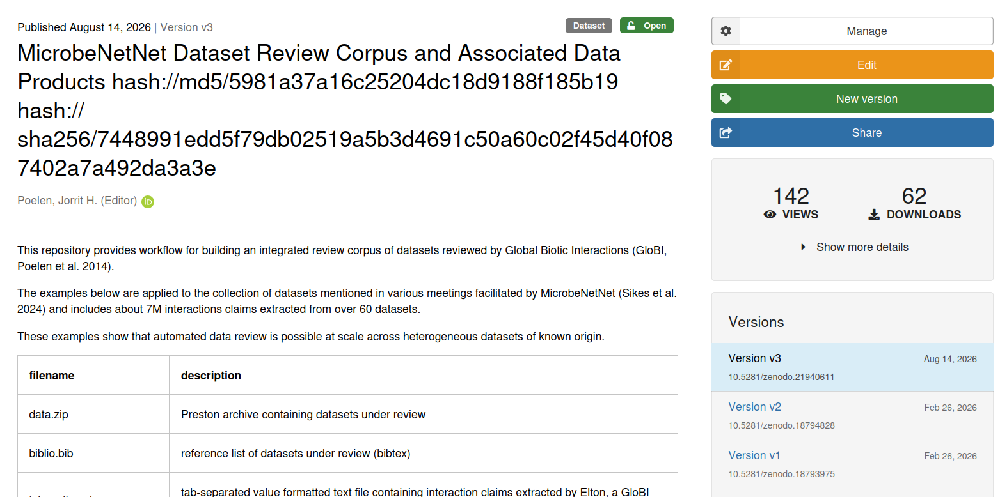 Published August 14, 2026 | Version v3
Dataset
Open
MicrobeNetNet Dataset Review Corpus and Associated Data
Products hash://md5/5981a37a16c25204dc18d9188f185b19
hash://
sha256/7448991edd5f79db02519a5b3d4691c50a60c02f45d40f08
7402a7a492da3a3e
Poelen, Jorrit H. (Editor) iD
This repository provides workflow for building an integrated review corpus of datasets reviewed by Global Biotic Interactions (GloBI,
Poelen et al. 2014).
The examples below are applied to the collection of datasets mentioned in various meetings facilitated by MicrobeNetNet (Sikes et al.
2024) and includes about 7M interactions claims extracted from over 60 datasets.
These examples show that automated data review is possible at scale across heterogeneous datasets of known origin.
filename description
data.zip Preston archive containing datasets under review
biblio.bib reference list of datasets under review (bibtex)
tab-separated value formatted text file containing interaction claims extracted by Elton, a GloBI
Manage
Edit
New version
Share
142 62
VIEWS DOWNLOADS
Show more details
Versions
Version v3 Aug 14, 2026
10.5281/zenodo.21940611
Version v2 Feb 26, 2026
10.5281/zenodo.18794828
Version v1 Feb 26, 2026
10.5281/zenodo.18793975